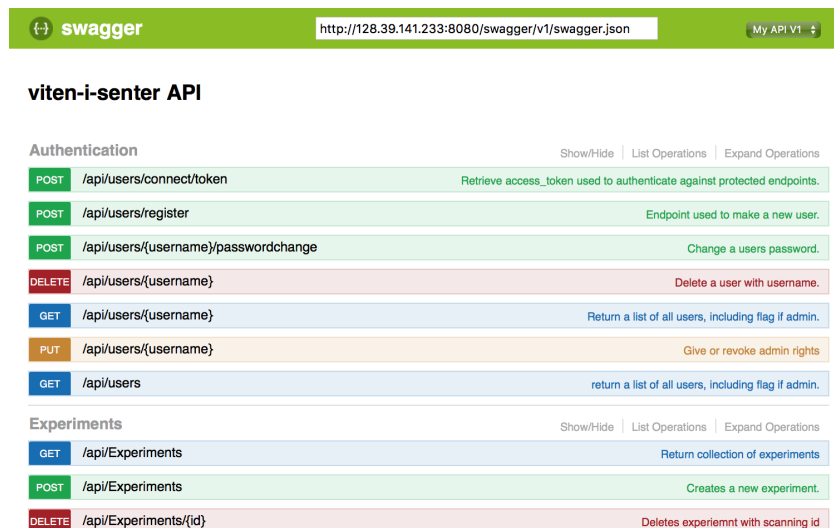 {···} swagger http://128.39.141.233:8080/swagger/v1/swagger.json My API V1
viten-i-senter API
Authentication Show/Hide List Operations Expand Operations
POST /api/users/connect/token Retrieve access_token used to authenticate against protected endpoints.
POST /api/users/register Endpoint used to make a new user.
POST /api/users/{username}/passwordchange Change a users password.
DELETE /api/users/{username} Delete a user with username.
GET /api/users/{username} Return a list of all users, including flag if admin.
PUT /api/users/{username} Give or revoke admin rights
GET /api/users return a list of all users, including flag if admin.
Experiments Show/Hide List Operations Expand Operations
GET /api/Experiments Return collection of experiments
POST /api/Experiments Creates a new experiment.
DELETE /api/Experiments/{id} Deletes experiemnt with scanning id